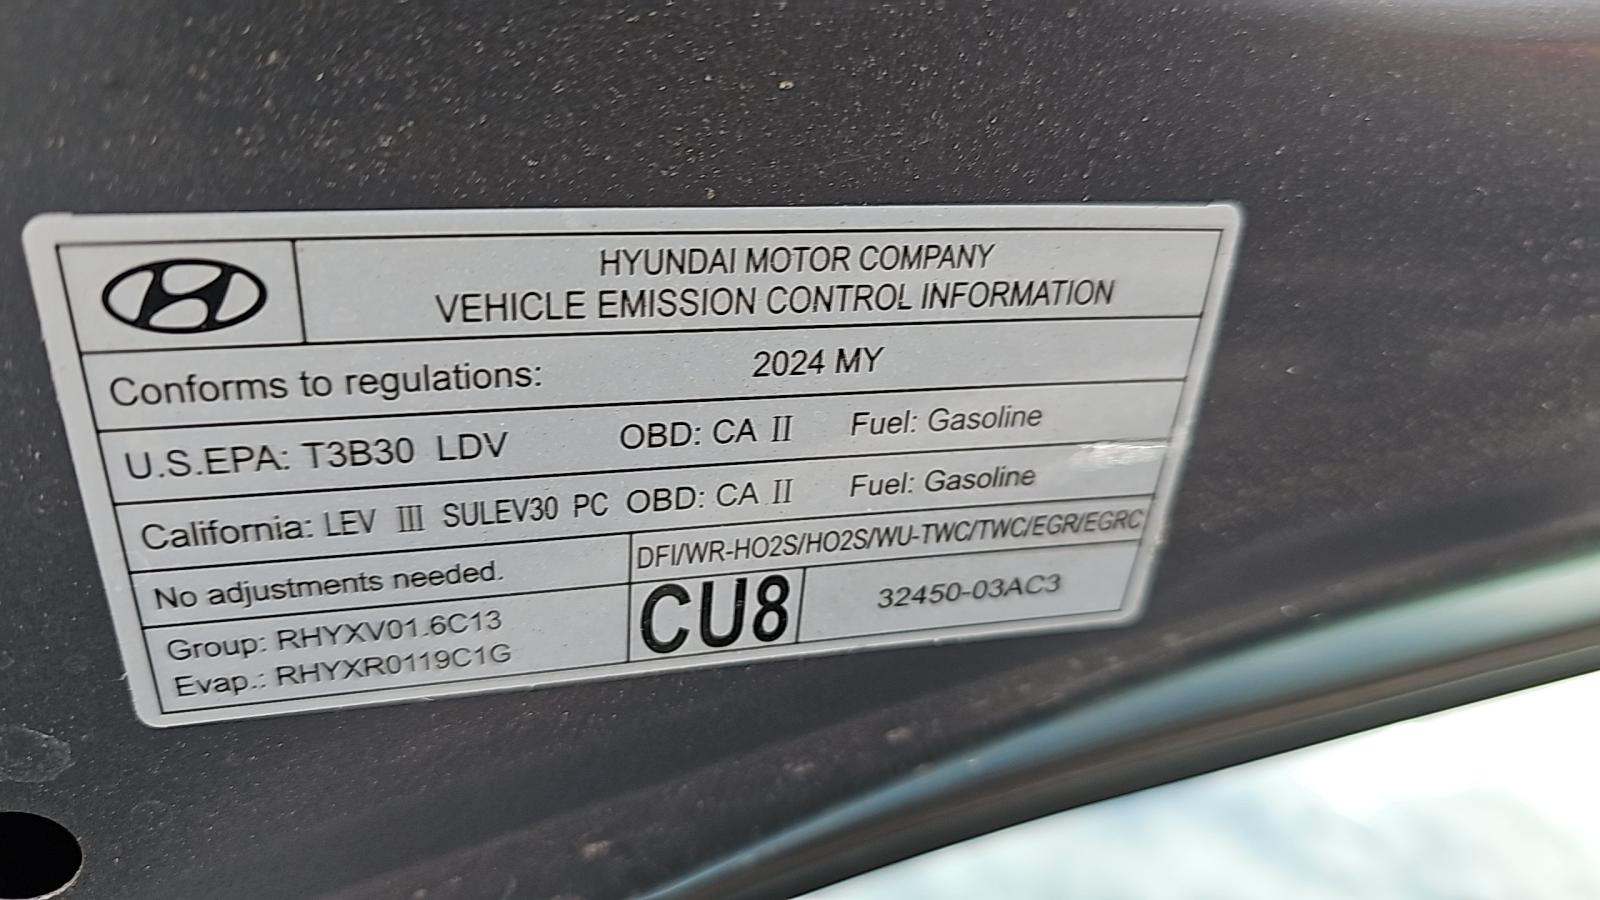 HYUNDAI MOTOR COMPANY
VEHICLE EMISSION CONTROL INFORMATION
Conforms to regulations: 2024 MY
U.S.EPA: T3B30 LDV OBD: CA II Fuel: Gasoline
California: LEV III SULEV30 PC OBD: CA II Fuel: Gasoline
No adjustments needed. DFI/WR-HO2S/HO2S/WU-TWC/TWC/EGR/EGRC
Group: RHYXV01.6C13
Evap.: RHYXR0119C1G
CU8
32450-03AC3